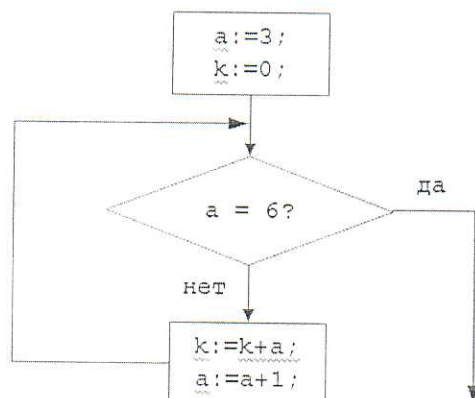 a:=3;
k:=0;
a = 6?
да
нет
k:=k+a;
a:=a+1;